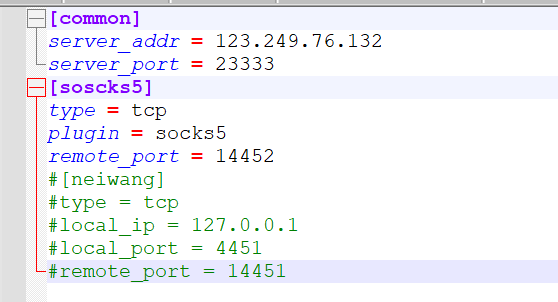 [common]
server_addr = 123.249.76.132
server_port = 23333
[soscks5]
type = tcp
plugin = socks5
remote_port = 14452
#[neiwang]
#type = tcp
#local_ip = 127.0.0.1
#local_port = 4451
#remote_port = 14451